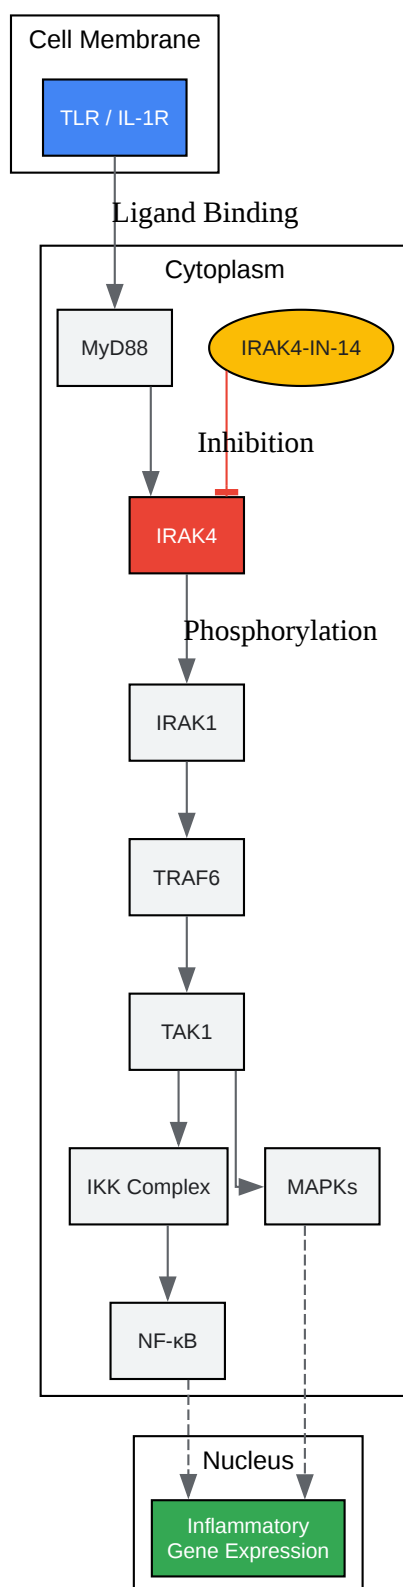 Cell Membrane
TLR / IL-1R
Ligand Binding
Cytoplasm
MyD88
IRAK4-IN-14
Inhibition
IRAK4
Phosphorylation
IRAK1
TRAF6
TAK1
IKK Complex
MAPKs
NF-κB
Nucleus
Inflammatory
Gene Expression